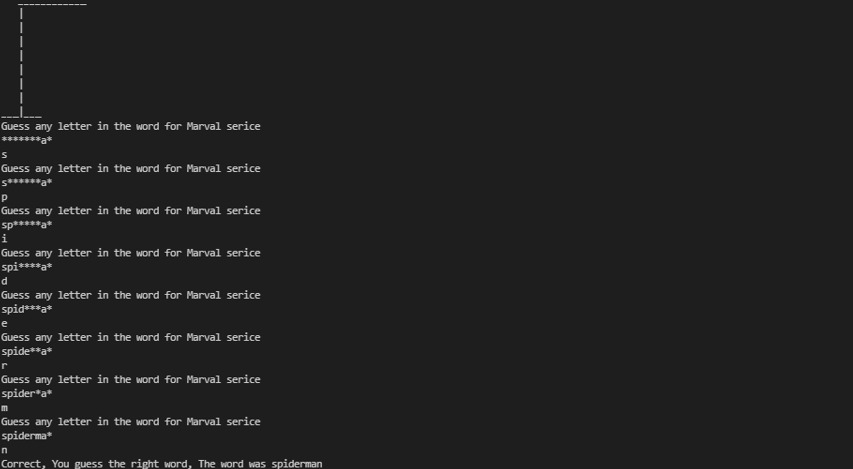 ____________
|
|
|
|
|
|
|
___|___
Guess any letter in the word for Marval serice
*******a*
s
Guess any letter in the word for Marval serice
s******a*
p
Guess any letter in the word for Marval serice
sp*****a*
i
Guess any letter in the word for Marval serice
spi****a*
d
Guess any letter in the word for Marval serice
spid***a*
e
Guess any letter in the word for Marval serice
spide**a*
r
Guess any letter in the word for Marval serice
spider*a*
m
Guess any letter in the word for Marval serice
spiderma*
n
Correct, You guess the right word, The word was spiderman